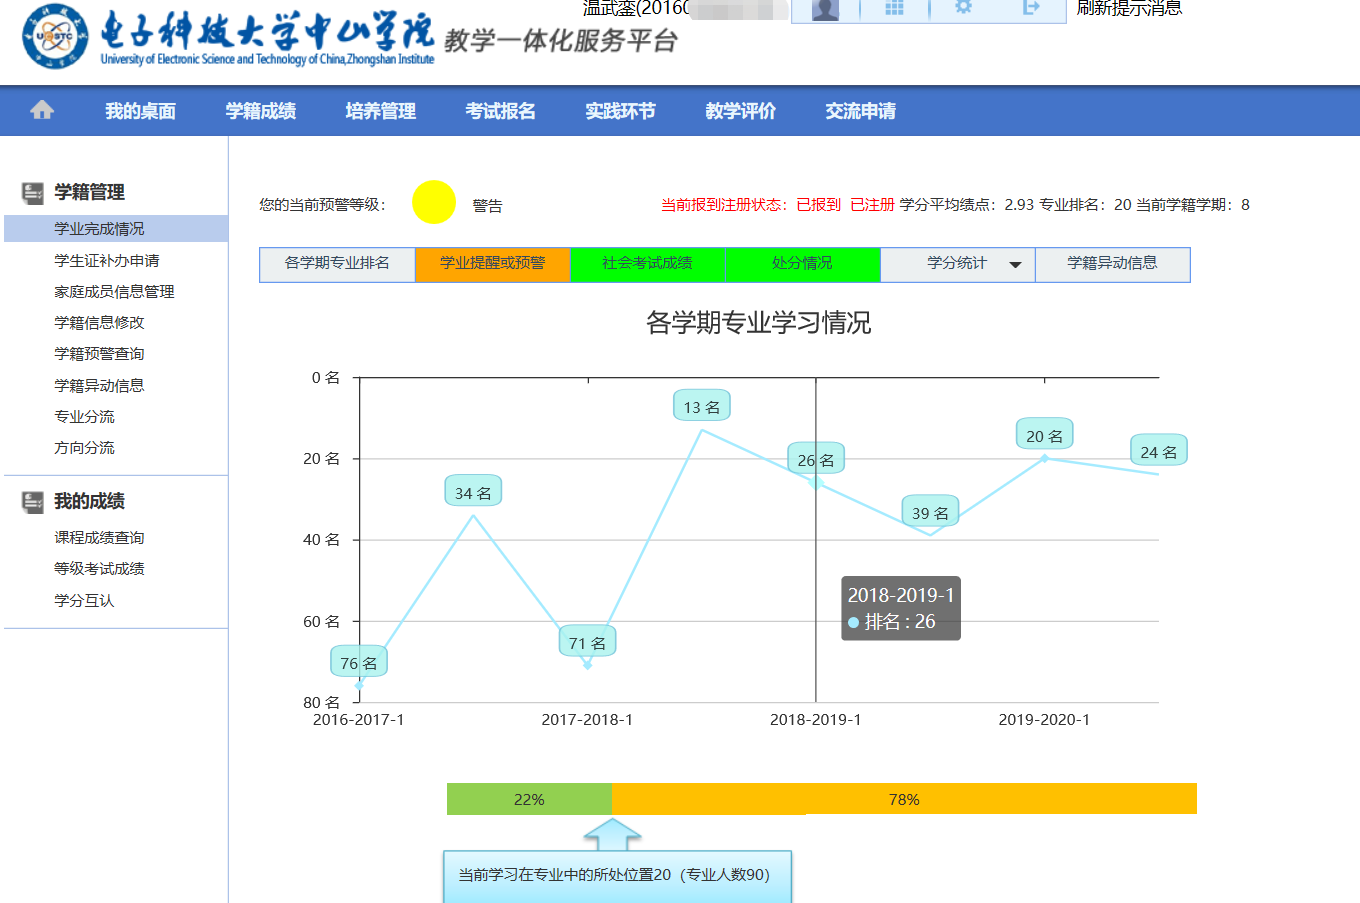 温武銮(20160
刷新提示消息
电子科技大学中山学院
University of Electronic Science and Technology of China,Zhongshan Institute
教学一体化服务平台
我的桌面 学籍成绩 培养管理 考试报名 实践环节 教学评价 交流申请
学籍管理
学业完成情况
学生证补办申请
家庭成员信息管理
学籍信息修改
学籍预警查询
学籍异动信息
专业分流
方向分流
我的成绩
课程成绩查询
等级考试成绩
学分互认
您的当前预警等级： 警告
当前报到注册状态：已报到 已注册 学分平均绩点：2.93 专业排名：20 当前学籍学期：8
各学期专业排名 学业提醒或预警 社会考试成绩 处分情况 学分统计 学籍异动信息
各学期专业学习情况
0 名
20 名
40 名
60 名
80 名
76 名
34 名
71 名
13 名
26 名
39 名
20 名
24 名
2018-2019-1
排名 : 26
2016-2017-1 2017-2018-1 2018-2019-1 2019-2020-1
22% 78%
当前学习在专业中的所处位置20（专业人数90）